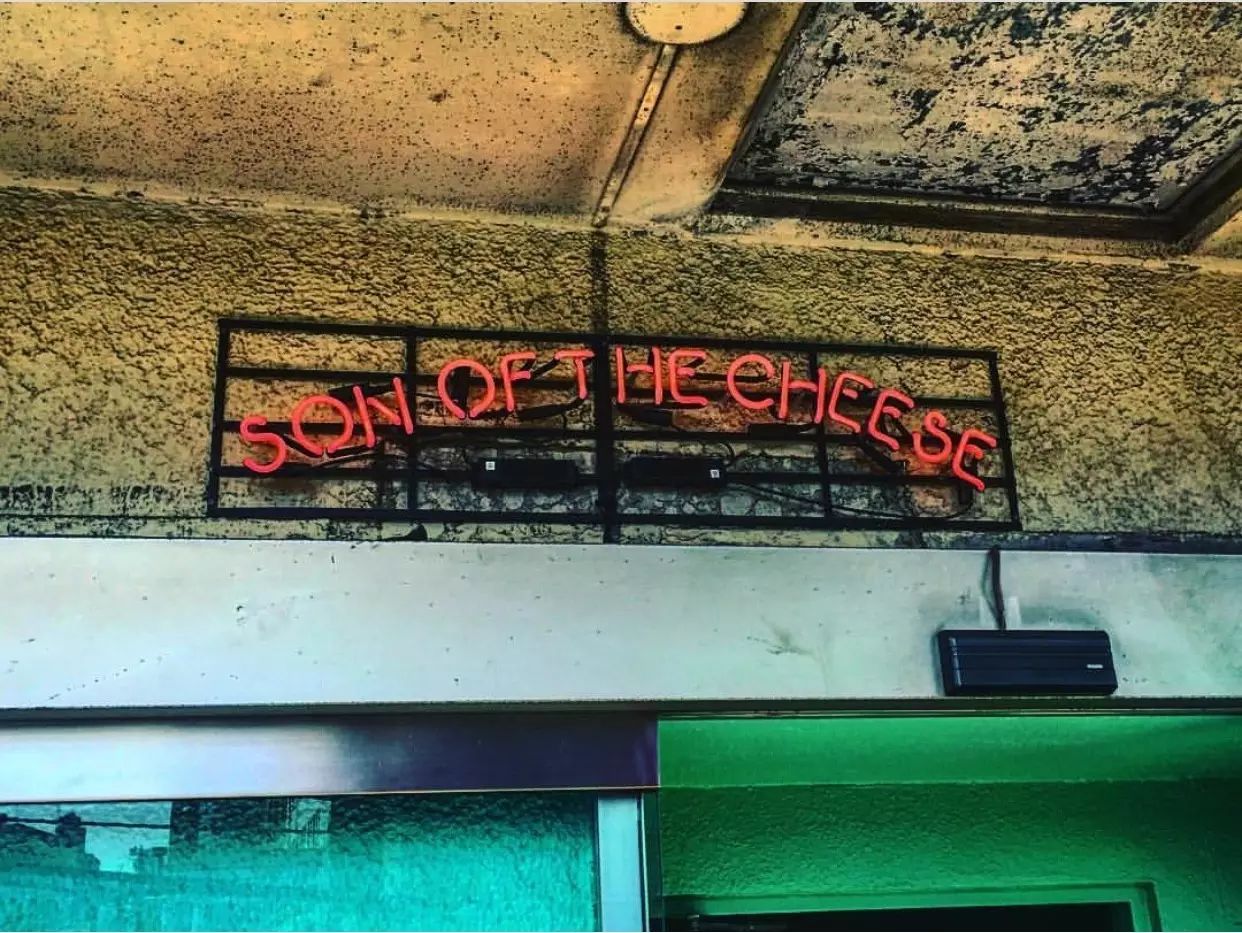 SON OF THE CHEESE